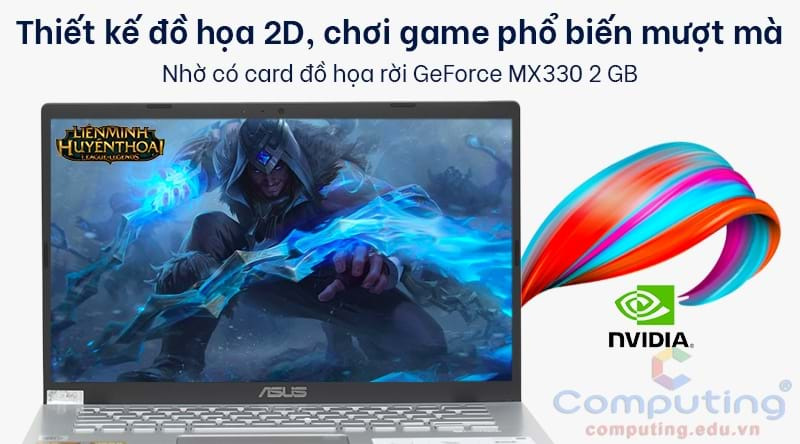 Thiết kế đồ họa 2D, chơi game phổ biến mượt mà
Nhờ có card đồ họa rời GeForce MX330 2 GB
LIÊN MINH
HUYỀN THOẠI
LEAGUE OF LEGENDS
ASUS
NVIDIA.
Computing®
computing.edu.vn